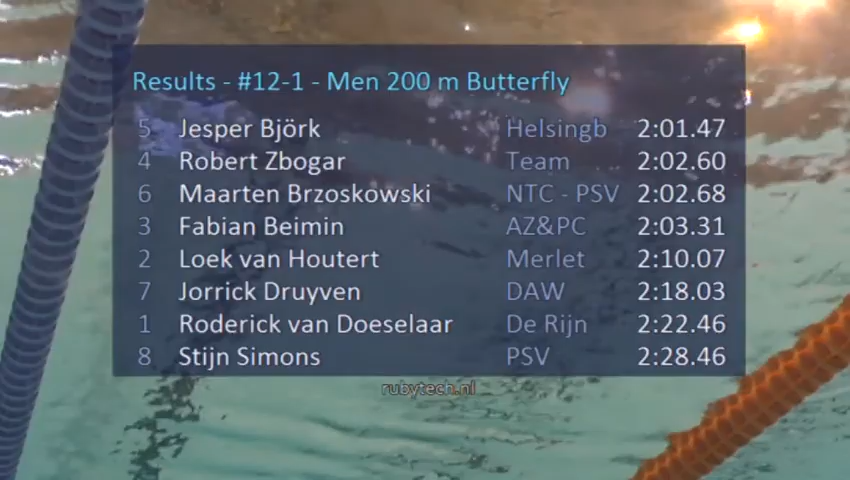 Results - #12-1 - Men 200 m Butterfly
5 Jesper Björk Helsingb 2:01.47
4 Robert Zbogar Team 2:02.60
6 Maarten Brzoskowski NTC - PSV 2:02.68
3 Fabian Beimin AZ&PC 2:03.31
2 Loek van Houtert Merlet 2:10.07
7 Jorrick Druyven DAW 2:18.03
1 Roderick van Doeselaar De Rijn 2:22.46
8 Stijn Simons PSV 2:28.46
rubytech.nl